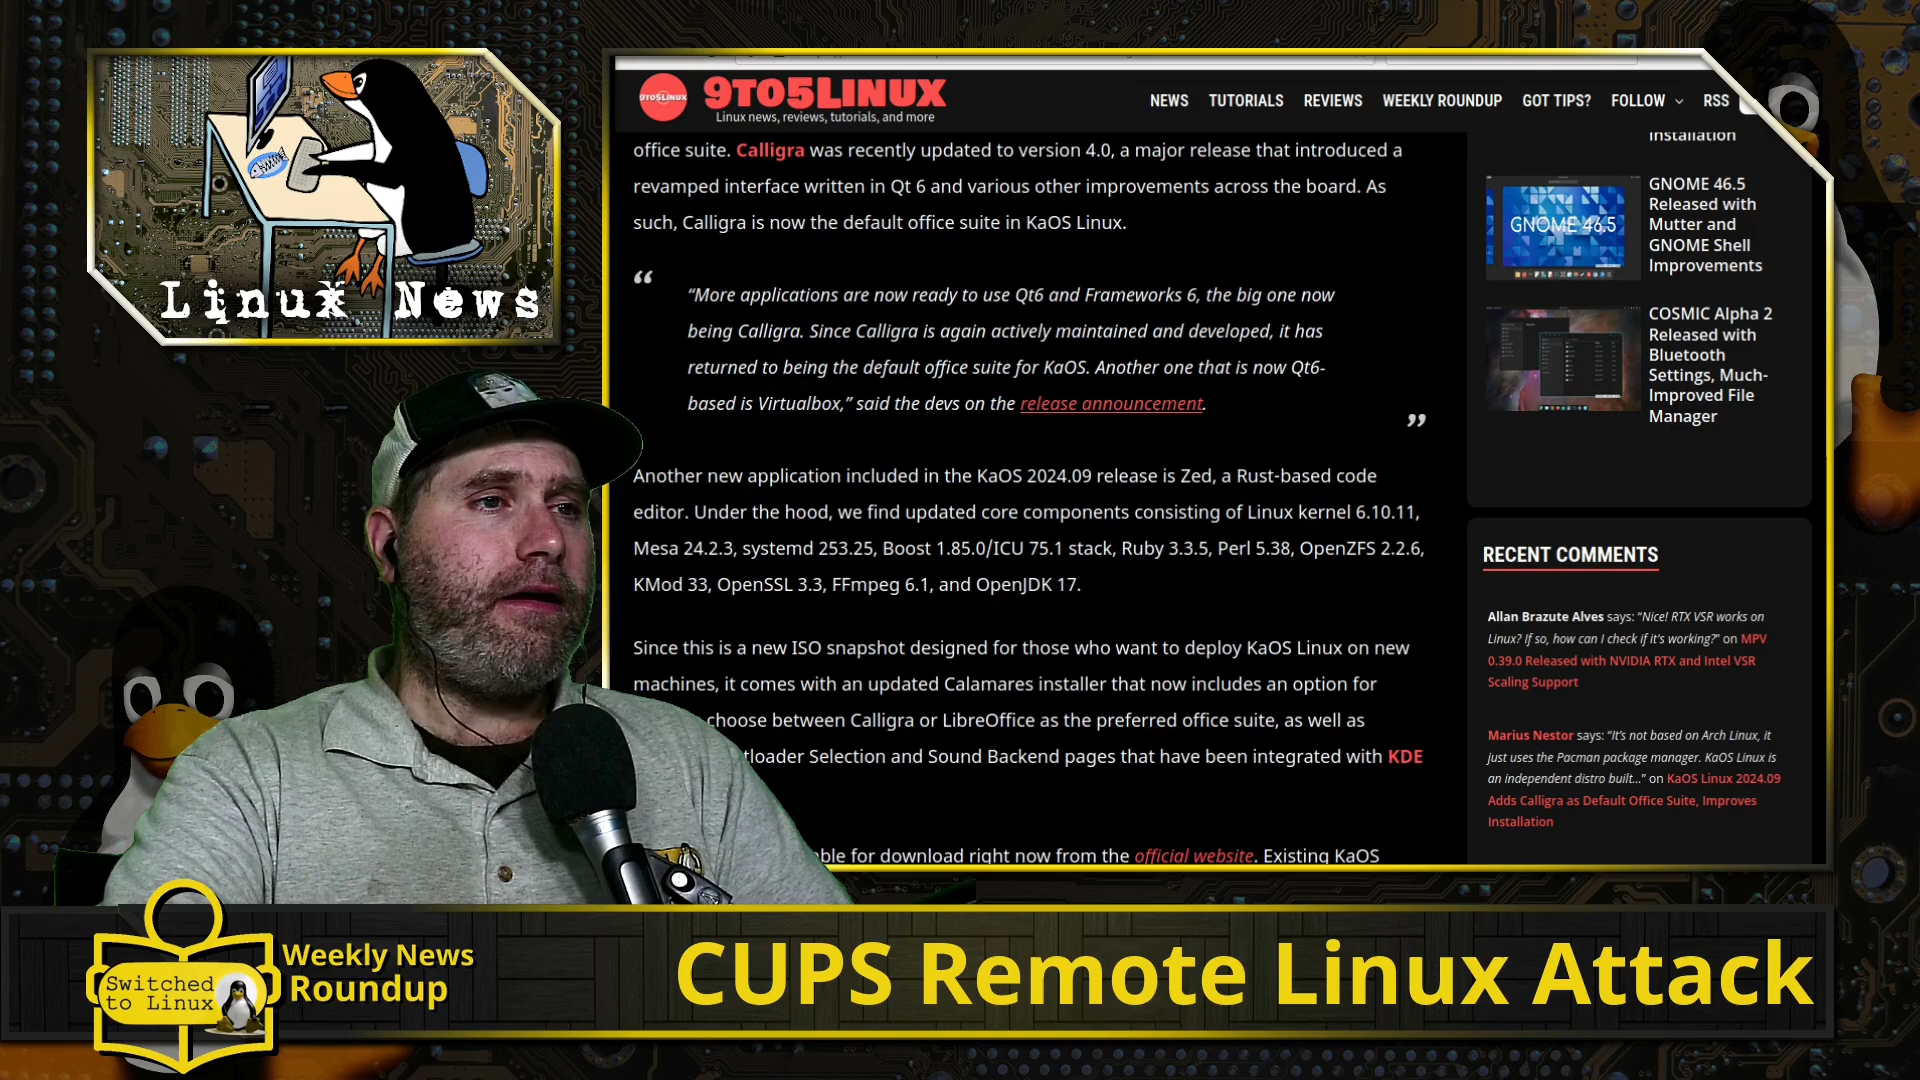 Linux News
9TO5LINUX
9TO5LINUX
Linux news, reviews, tutorials, and more
NEWS TUTORIALS REVIEWS WEEKLY ROUNDUP GOT TIPS? FOLLOW RSS
office suite. Calligra was recently updated to version 4.0, a major release that introduced a
revamped interface written in Qt 6 and various other improvements across the board. As
such, Calligra is now the default office suite in KaOS Linux.
“
“More applications are now ready to use Qt6 and Frameworks 6, the big one now
being Calligra. Since Calligra is again actively maintained and developed, it has
returned to being the default office suite for KaOS. Another one that is now Qt6-
based is Virtualbox,” said the devs on the release announcement.
”
Another new application included in the KaOS 2024.09 release is Zed, a Rust-based code
editor. Under the hood, we find updated core components consisting of Linux kernel 6.10.11,
Mesa 24.2.3, systemd 253.25, Boost 1.85.0/ICU 75.1 stack, Ruby 3.3.5, Perl 5.38, OpenZFS 2.2.6,
KMod 33, OpenSSL 3.3, FFmpeg 6.1, and OpenJDK 17.
Since this is a new ISO snapshot designed for those who want to deploy KaOS Linux on new
machines, it comes with an updated Calamares installer that now includes an option for
choose between Calligra or LibreOffice as the preferred office suite, as well as
tloader Selection and Sound Backend pages that have been integrated with KDE
ble for download right now from the official website. Existing KaOS
Installation
GNOME 46.5
GNOME 46.5
Released with
Mutter and
GNOME Shell
Improvements
COSMIC Alpha 2
Released with
Bluetooth
Settings, Much-
Improved File
Manager
RECENT COMMENTS
Allan Brazute Alves says: “Nice! RTX VSR works on
Linux? If so, how can I check if it's working?” on MPV
0.39.0 Released with NVIDIA RTX and Intel VSR
Scaling Support
Marius Nestor says: “It’s not based on Arch Linux, it
just uses the Pacman package manager. KaOS Linux is
an independent distro built…” on KaOS Linux 2024.09
Adds Calligra as Default Office Suite, Improves
Installation
Switched
to Linux
Weekly News
Roundup
CUPS Remote Linux Attack